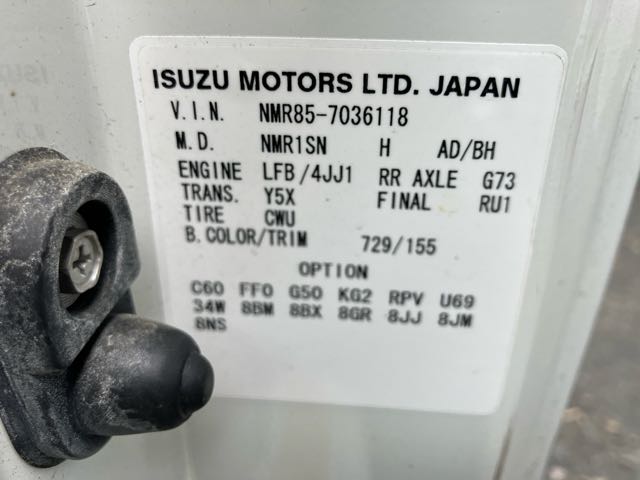 ISUZU MOTORS LTD. JAPAN
V.I.N. NMR85-7036118
M.D. NMR1SN H AD/BH
ENGINE LFB/4JJ1 RR AXLE G73
TRANS. Y5X FINAL RU1
TIRE CWU
B.COLOR/TRIM 729/155
OPTION
C60 FF0 G50 KG2 RPV U69
34W 8BM 8BX 8GR 8JJ 8JM
8NS